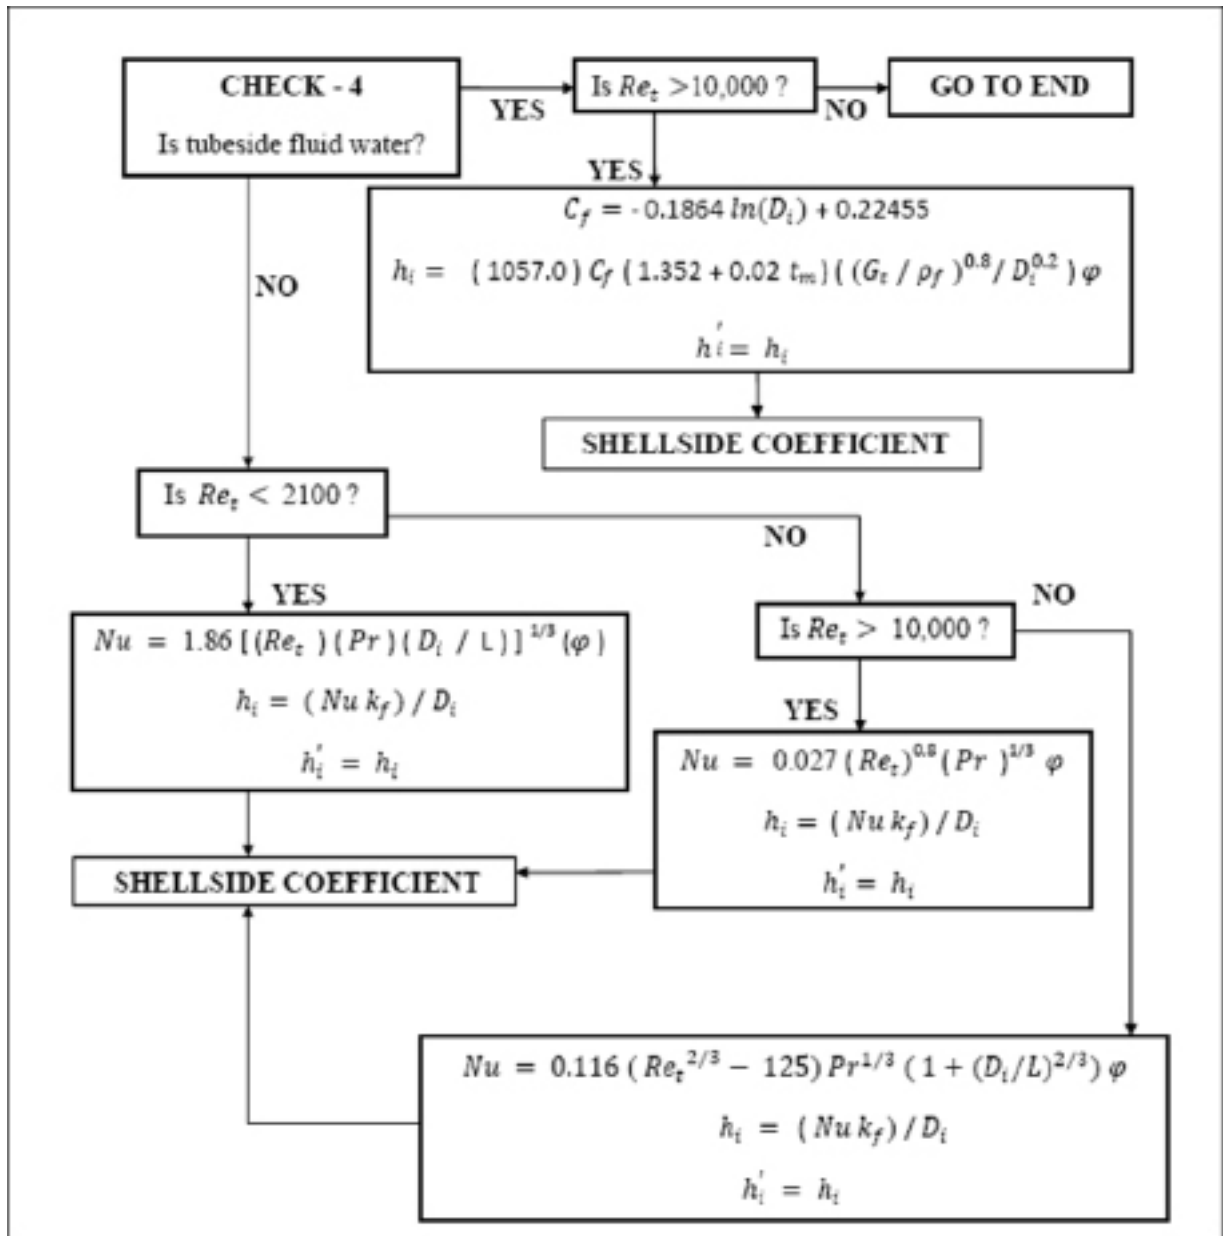 CHECK - 4
Is tubeside fluid water?
YES
Is Re_t >10,000 ?
NO
GO TO END
YES
C_f = - 0.1864 ln(D_i) + 0.22455
h_i = ( 1057.0 ) C_f ( 1.352 + 0.02 t_m ) ( (G_t / ρ_f )^0.8 / D_i^0.2 ) φ
h_i' = h_i
NO
SHELLSIDE COEFFICIENT
Is Re_t < 2100 ?
NO
YES
NO
Nu = 1.86 [ (Re_t ) ( Pr ) ( D_i / L ) ]^1/3 (φ )
h_i = ( Nu k_f ) / D_i
h_i' = h_i
Is Re_t > 10,000 ?
YES
Nu = 0.027 ( Re_t )^0.8 ( Pr )^1/3 φ
h_i = ( Nu k_f ) / D_i
h_i' = h_i
SHELLSIDE COEFFICIENT
Nu = 0.116 ( Re_t^2/3 − 125) Pr^1/3 ( 1 + (D_i/L)^2/3 ) φ
h_i = ( Nu k_f ) / D_i
h_i' = h_i